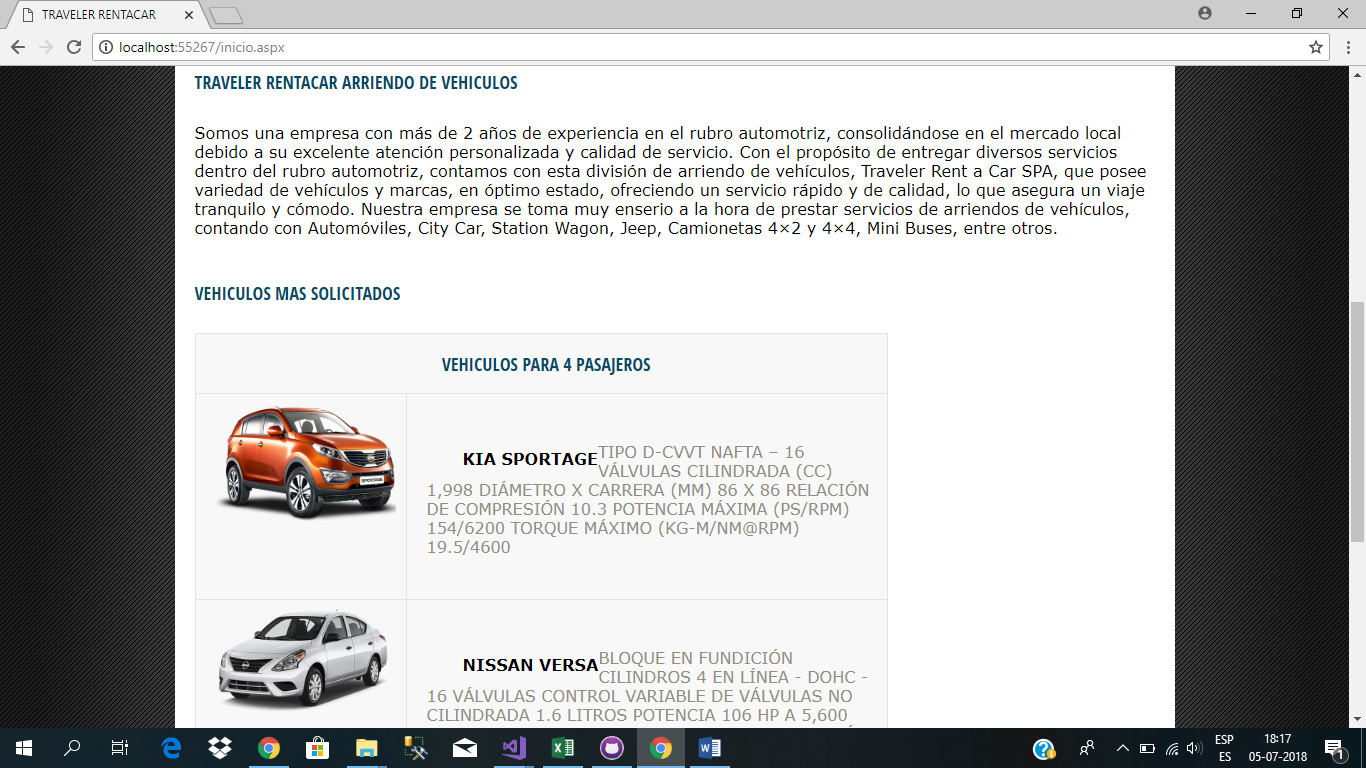 TRAVELER RENTACAR
localhost:55267/inicio.aspx
TRAVELER RENTACAR ARRIENDO DE VEHICULOS
Somos una empresa con más de 2 años de experiencia en el rubro automotriz, consolidándose en el mercado local
debido a su excelente atención personalizada y calidad de servicio. Con el propósito de entregar diversos servicios
dentro del rubro automotriz, contamos con esta división de arriendo de vehículos, Traveler Rent a Car SPA, que posee
variedad de vehículos y marcas, en óptimo estado, ofreciendo un servicio rápido y de calidad, lo que asegura un viaje
tranquilo y cómodo. Nuestra empresa se toma muy enserio a la hora de prestar servicios de arriendos de vehículos,
contando con Automóviles, City Car, Station Wagon, Jeep, Camionetas 4×2 y 4×4, Mini Buses, entre otros.
VEHICULOS MAS SOLICITADOS
VEHICULOS PARA 4 PASAJEROS
KIA SPORTAGE TIPO D-CVVT NAFTA – 16
VÁLVULAS CILINDRADA (CC)
1,998 DIÁMETRO X CARRERA (MM) 86 X 86 RELACIÓN
DE COMPRESIÓN 10.3 POTENCIA MÁXIMA (PS/RPM)
154/6200 TORQUE MÁXIMO (KG-M/NM@RPM)
19.5/4600
SPORTAGE
NISSAN VERSA BLOQUE EN FUNDICIÓN
CILINDROS 4 EN LÍNEA - DOHC -
16 VÁLVULAS CONTROL VARIABLE DE VÁLVULAS NO
CILINDRADA 1.6 LITROS POTENCIA 106 HP A 5,600
ESP
ES
18:17
05-07-2018
1